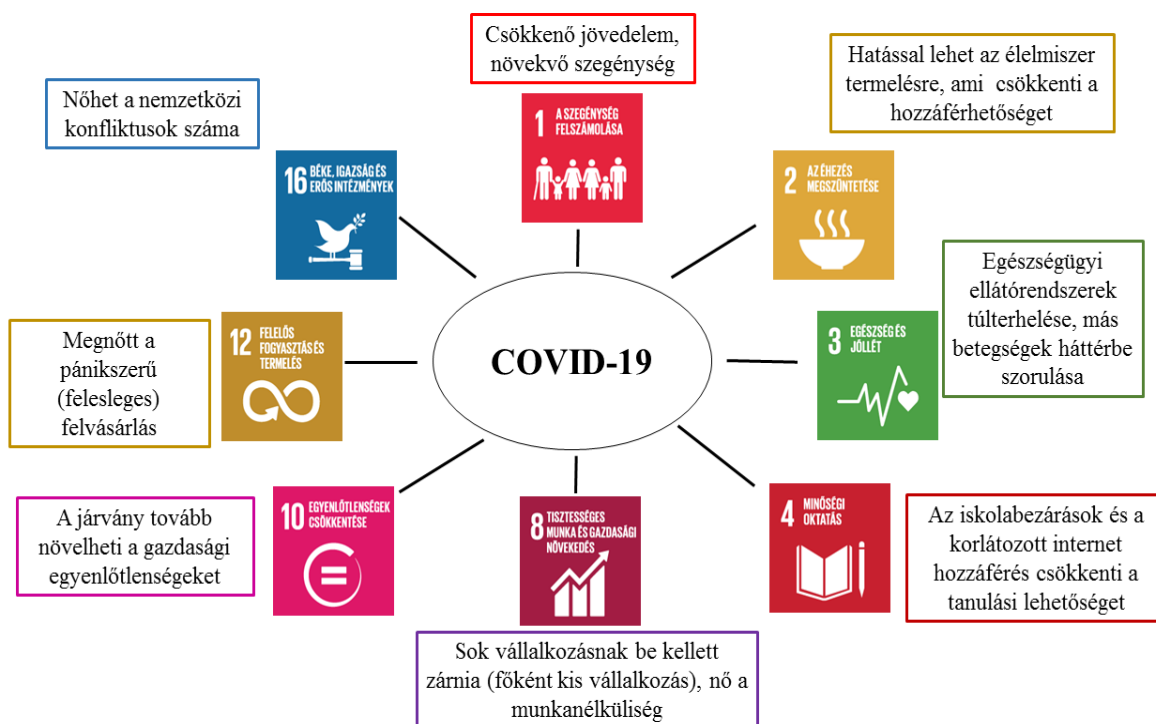 Csökkenő jövedelem,
növekvő szegénység
1 A SZEGÉNYSÉG
FELSZÁMOLÁSA
Hatással lehet az élelmiszer
termelésre, ami csökkenti a
hozzáférhetőséget
2 AZ ÉHEZÉS
MEGSZÜNTETÉSE
Egészségügyi
ellátórendszerek
túlterhelése, más
betegségek háttérbe
szorulása
3 EGÉSZSÉG ÉS
JÓLLÉT
Az iskolabezárások és a
korlátozott internet
hozzáférés csökkenti a
tanulási lehetőséget
4 MINŐSÉGI
OKTATÁS
8 TISZTESSÉGES
MUNKA ÉS GAZDASÁGI
NÖVEKEDÉS
Sok vállalkozásnak be kellett
zárnia (főként kis vállalkozás), nő a
munkanélküliség
10 EGYENLŐTLENSÉGEK
CSÖKKENTÉSE
A járvány tovább
növelheti a gazdasági
egyenlőtlenségeket
12 FELELŐS
FOGYASZTÁS ÉS
TERMELÉS
Megnőtt a
pánikszerű
(felesleges)
felvásárlás
16 BÉKE, IGAZSÁG ÉS
ERŐS INTÉZMÉNYEK
Nőhet a nemzetközi
konfliktusok száma
COVID-19